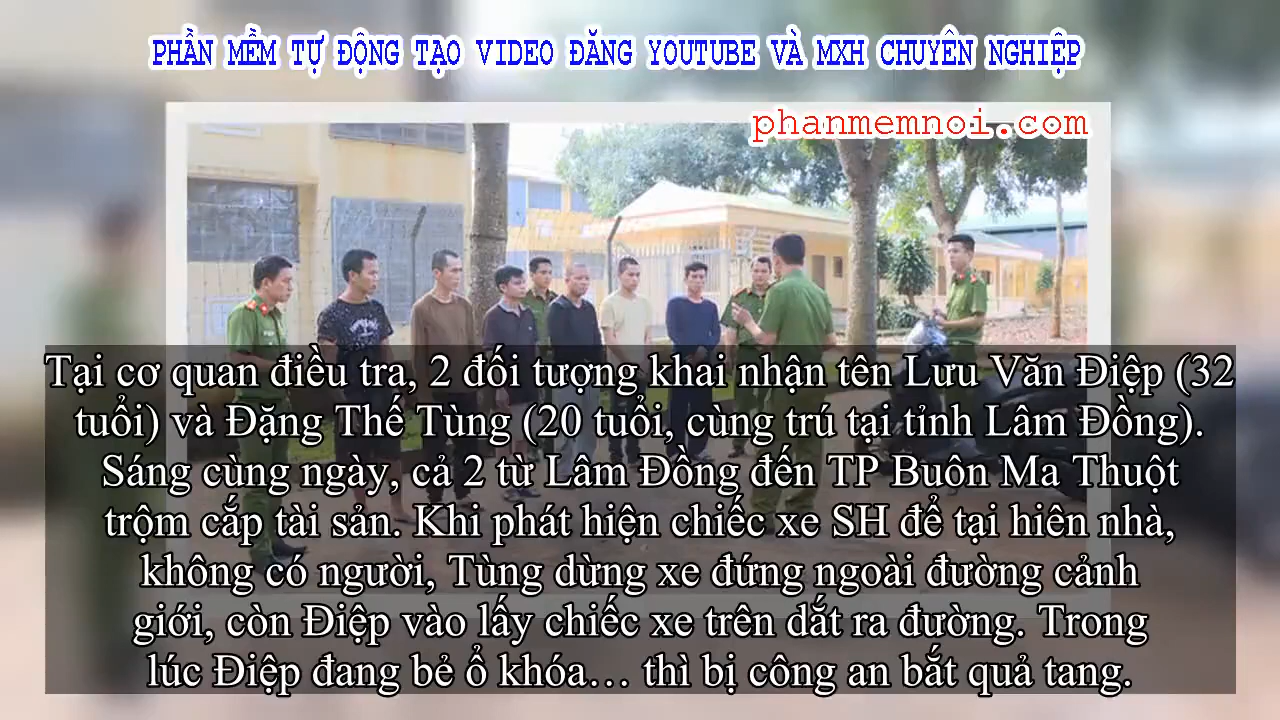 PHẦN MỀM TỰ ĐỘNG TẠO VIDEO ĐĂNG YOUTUBE VÀ MXH CHUYÊN NGHIỆP
phanmemnoi.com
Tại cơ quan điều tra, 2 đối tượng khai nhận tên Lưu Văn Điệp (32
tuổi) và Đặng Thế Tùng (20 tuổi, cùng trú tại tỉnh Lâm Đồng).
Sáng cùng ngày, cả 2 từ Lâm Đồng đến TP Buôn Ma Thuột
trộm cắp tài sản. Khi phát hiện chiếc xe SH để tại hiên nhà,
không có người, Tùng dừng xe đứng ngoài đường cảnh
giới, còn Điệp vào lấy chiếc xe trên dắt ra đường. Trong
lúc Điệp đang bẻ ổ khóa… thì bị công an bắt quả tang.